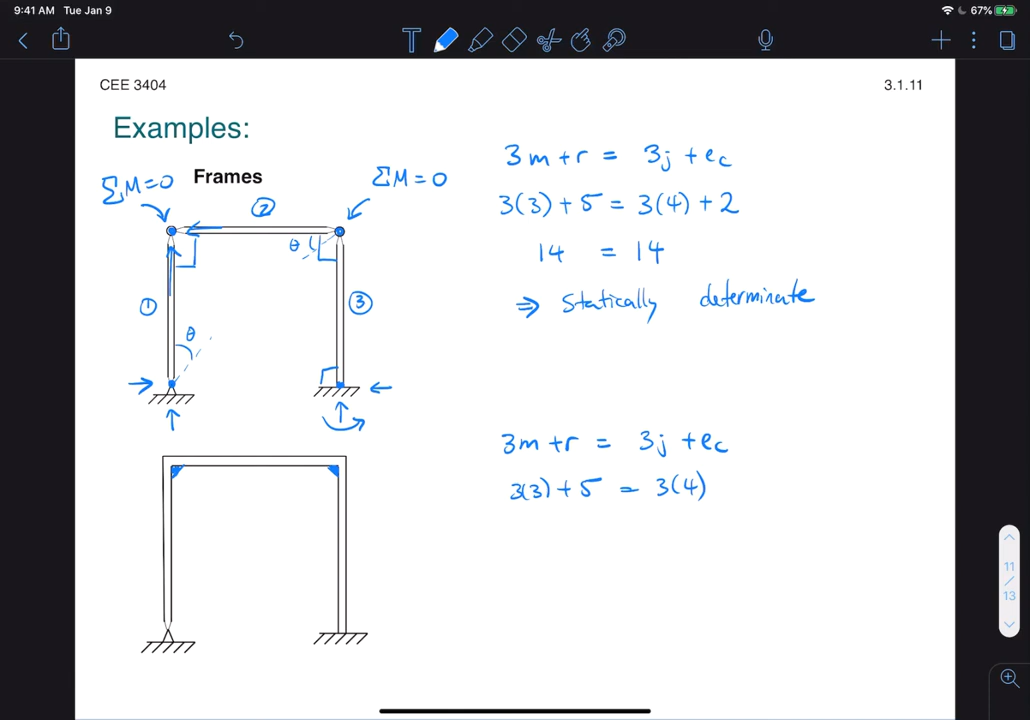 9:41 AM Tue Jan 9
67%
CEE 3404
3.1.11
Examples:
ΣM=0
Frames
ΣM=0
②
θ
①
③
θ
3m+r = 3j+ec
3(3)+5 = 3(4)+2
14 = 14
⇒ Statically determinate
3m+r = 3j+ec
3(3)+5 = 3(4)
11
/
13